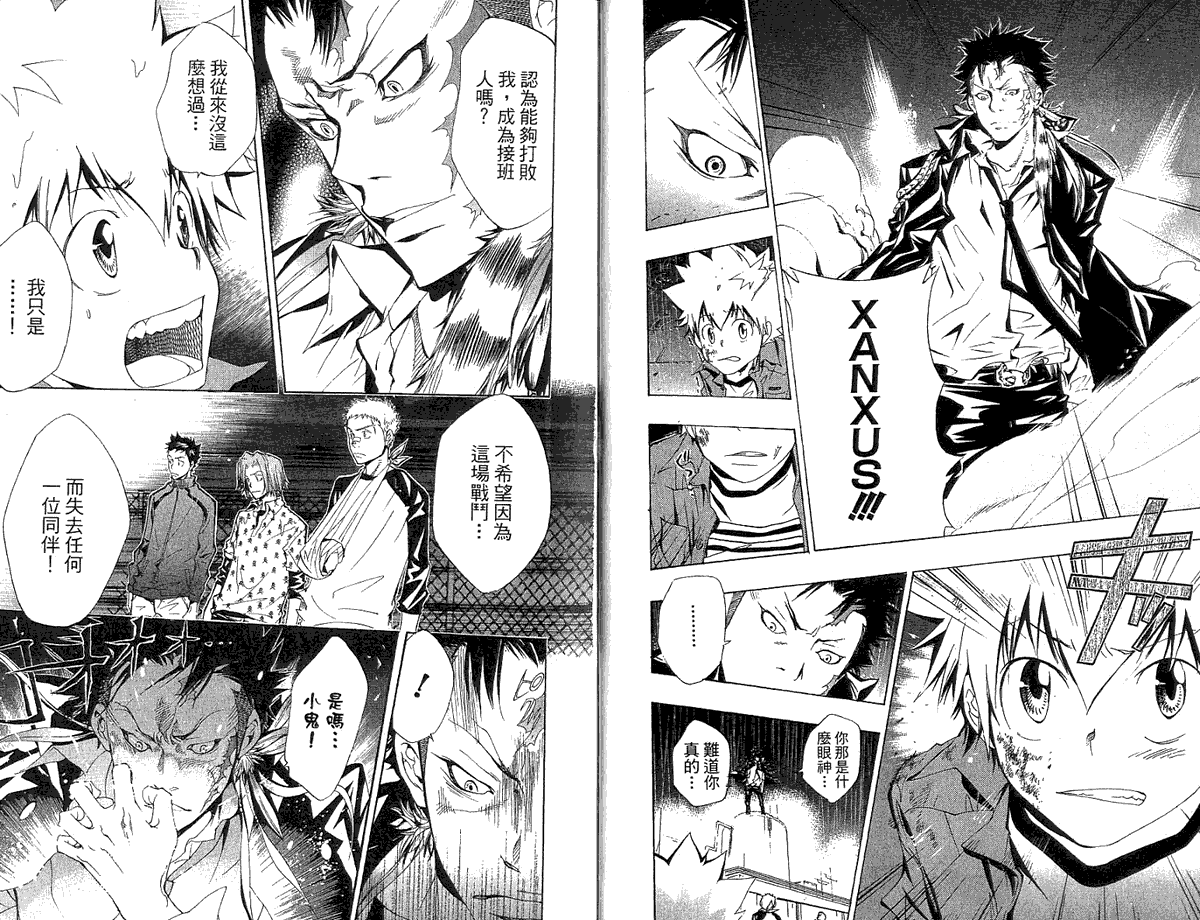 XANXUS!!!
………
你那是什
麼眼神…
難道你
真的…
認為能夠打敗
我，成為接班
人嗎？
我從來沒這
麼想過…
我只是
……！
不希望因為
這場戰鬥…
而失去任何
一位同伴！
！
是嗎…
小鬼！